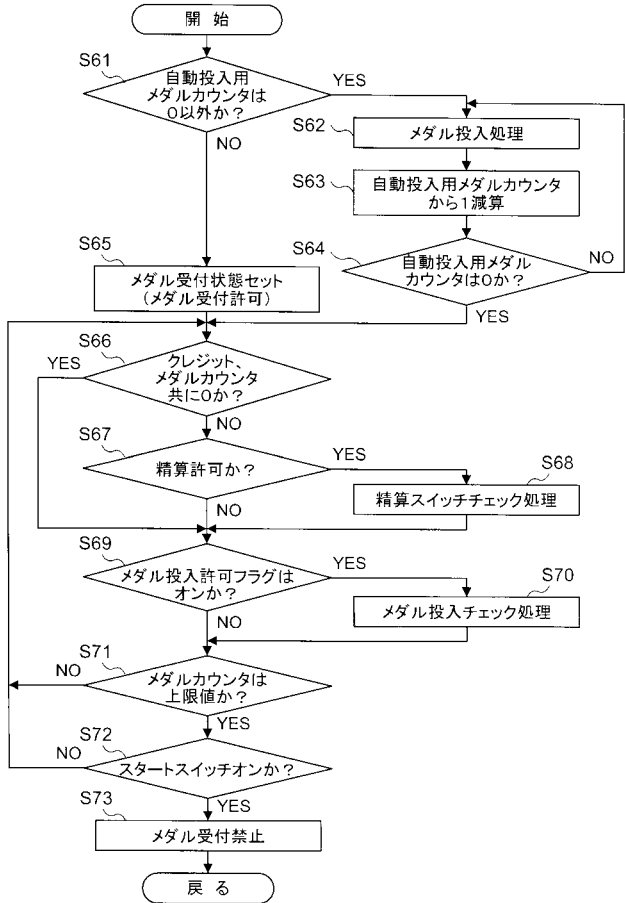 開 始
S61
自動投入用
メダルカウンタは
0以外か？
YES
NO
S62
メダル投入処理
S63
自動投入用メダルカウンタ
から1減算
S64
自動投入用メダル
カウンタは0か？
NO
YES
S65
メダル受付状態セット
(メダル受付許可)
S66
YES
クレジット、
メダルカウンタ
共に0か？
NO
S67
精算許可か？
YES
NO
S68
精算スイッチチェック処理
S69
メダル投入許可フラグは
オンか？
YES
NO
S70
メダル投入チェック処理
S71
NO
メダルカウンタは
上限値か？
YES
S72
NO
スタートスイッチオンか？
YES
S73
メダル受付禁止
戻 る